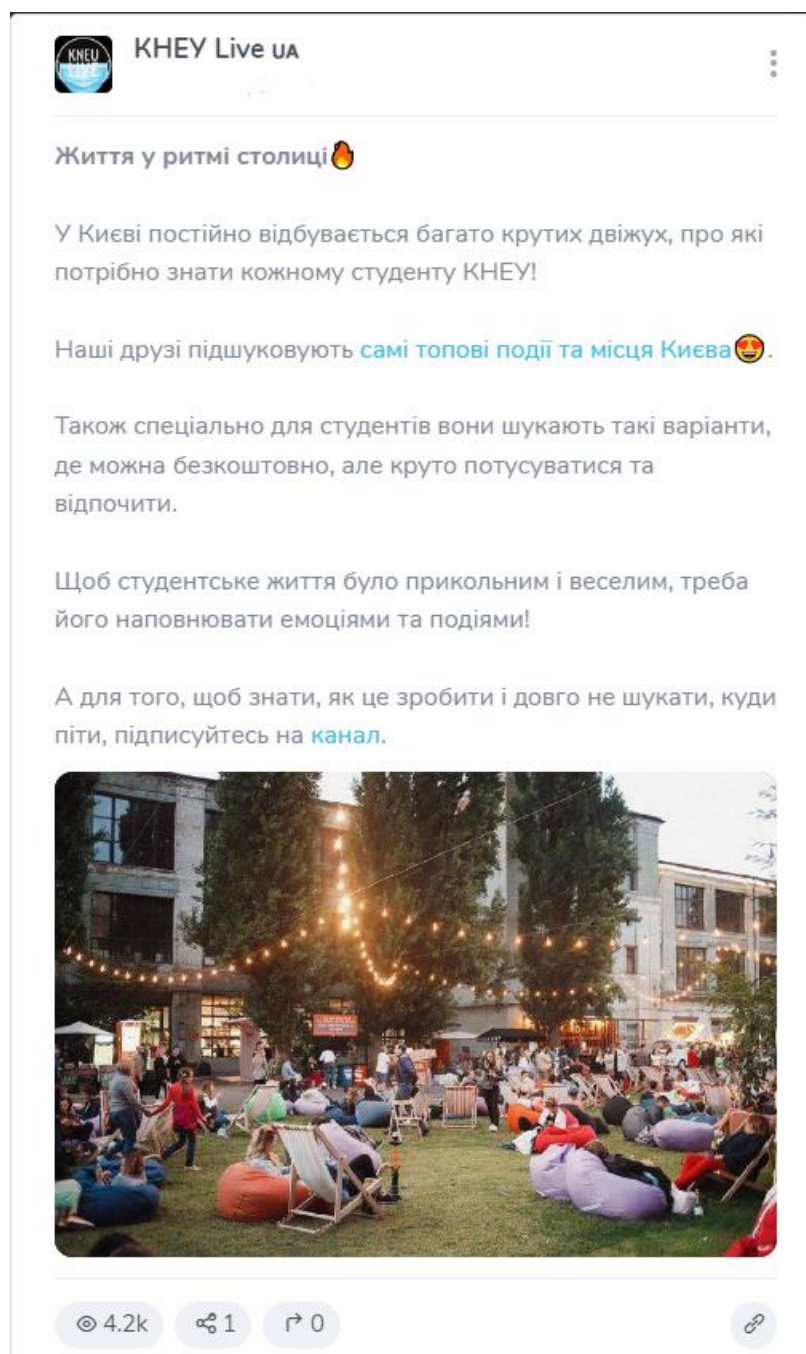 KNEU
LIVE
КНЕУ Live UA
Життя у ритмі столиці🔥
У Києві постійно відбувається багато крутих двіжух, про які
потрібно знати кожному студенту КНЕУ!
Наші друзі підшуковують самі топові події та місця Києва😍.
Також спеціально для студентів вони шукають такі варіанти,
де можна безкоштовно, але круто потусуватися та
відпочити.
Щоб студентське життя було прикольним і веселим, треба
його наповнювати емоціями та подіями!
А для того, щоб знати, як це зробити і довго не шукати, куди
піти, підписуйтесь на канал.
4.2k 1 0